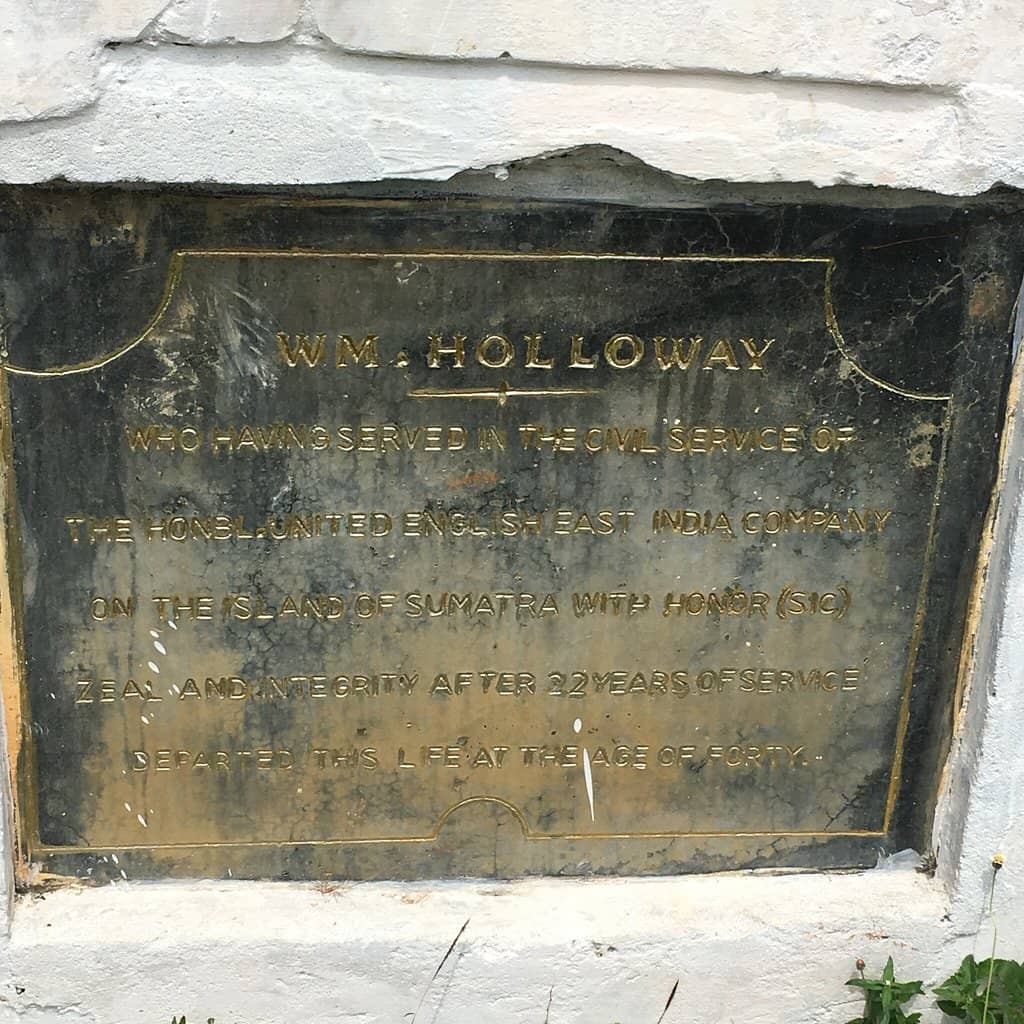 WM. HOLLOWAY
WHO HAVING SERVED IN THE CIVIL SERVICE OF
THE HONBL. UNITED ENGLISH EAST INDIA COMPANY
ON THE ISLAND OF SUMATRA WITH HONOR (SIC)
ZEAL AND INTEGRITY AFTER 22 YEARS OF SERVICE
DEPARTED THIS LIFE AT THE AGE OF FORTY.